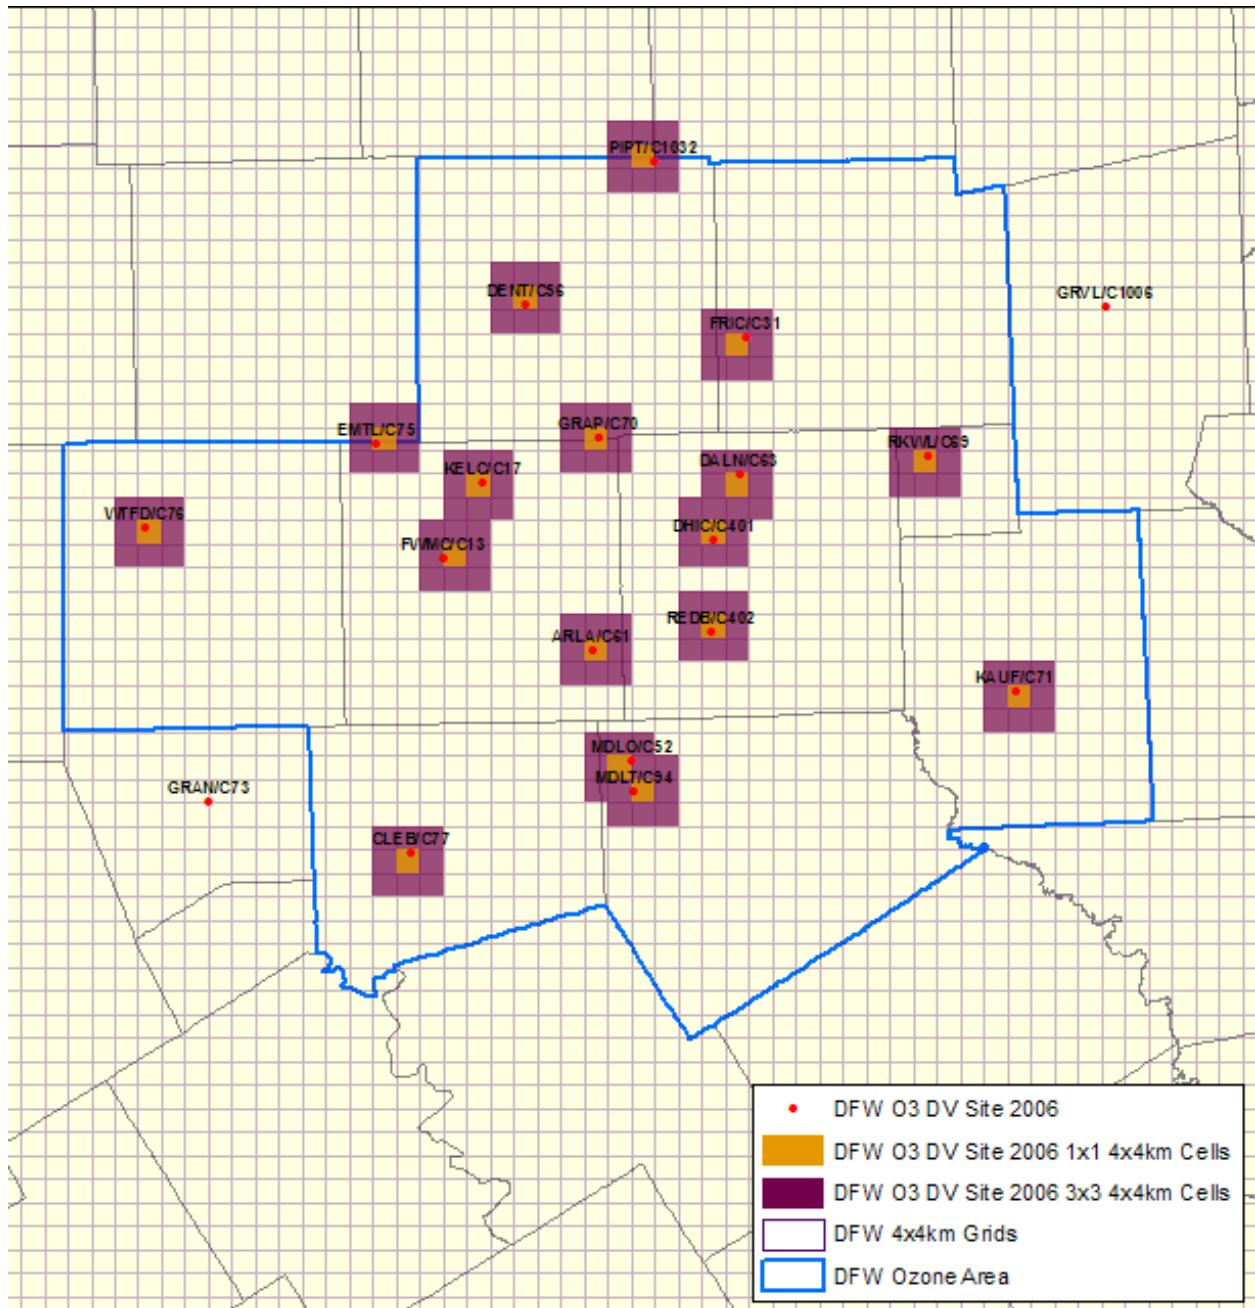 PIPT/C1032
DENT/C56
GRVL/C1006
FRIC/C31
EMTL/C75
GRAP/C70
KELC/C17
DALN/C63
RKWL/C69
WTFD/C76
FWMC/C13
DHIC/C401
ARLA/C61
REDB/C402
KAUF/C71
MDLO/C52
MDLT/C94
GRAN/C73
CLEB/C77
DFW O3 DV Site 2006
DFW O3 DV Site 2006 1x1 4x4km Cells
DFW O3 DV Site 2006 3x3 4x4km Cells
DFW 4x4km Grids
DFW Ozone Area